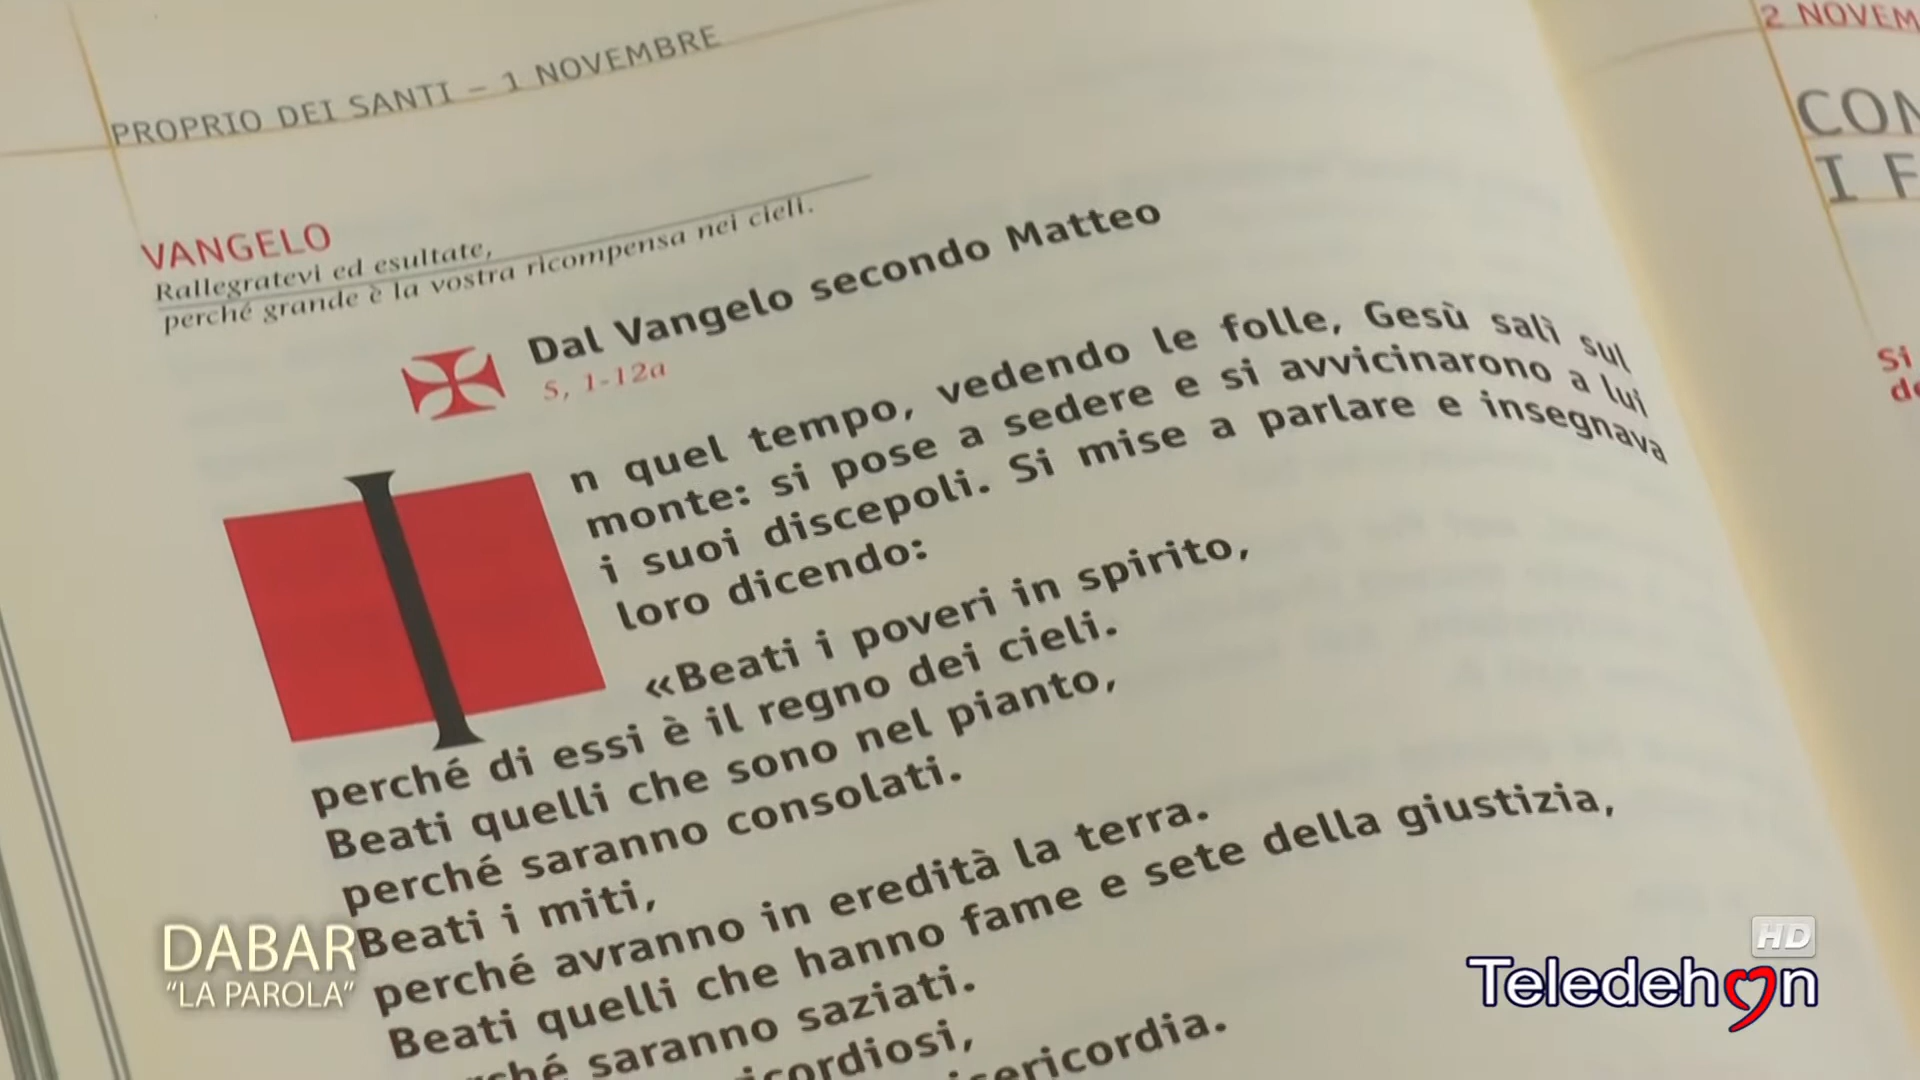 PROPRIO DEI SANTI – 1 NOVEMBRE
VANGELO
Rallegratevi ed esultate,
perché grande è la vostra ricompensa nei cieli.
Dal Vangelo secondo Matteo
5, 1-12a
In quel tempo, vedendo le folle, Gesù salì sul
monte: si pose a sedere e si avvicinarono a lui
i suoi discepoli. Si mise a parlare e insegnava
loro dicendo:
«Beati i poveri in spirito,
perché di essi è il regno dei cieli.
Beati quelli che sono nel pianto,
perché saranno consolati.
Beati i miti,
perché avranno in eredità la terra.
Beati quelli che hanno fame e sete della giustizia,
saranno saziati.
2
I
Si
DABAR
"LA PAROLA"
HD
Teledehon